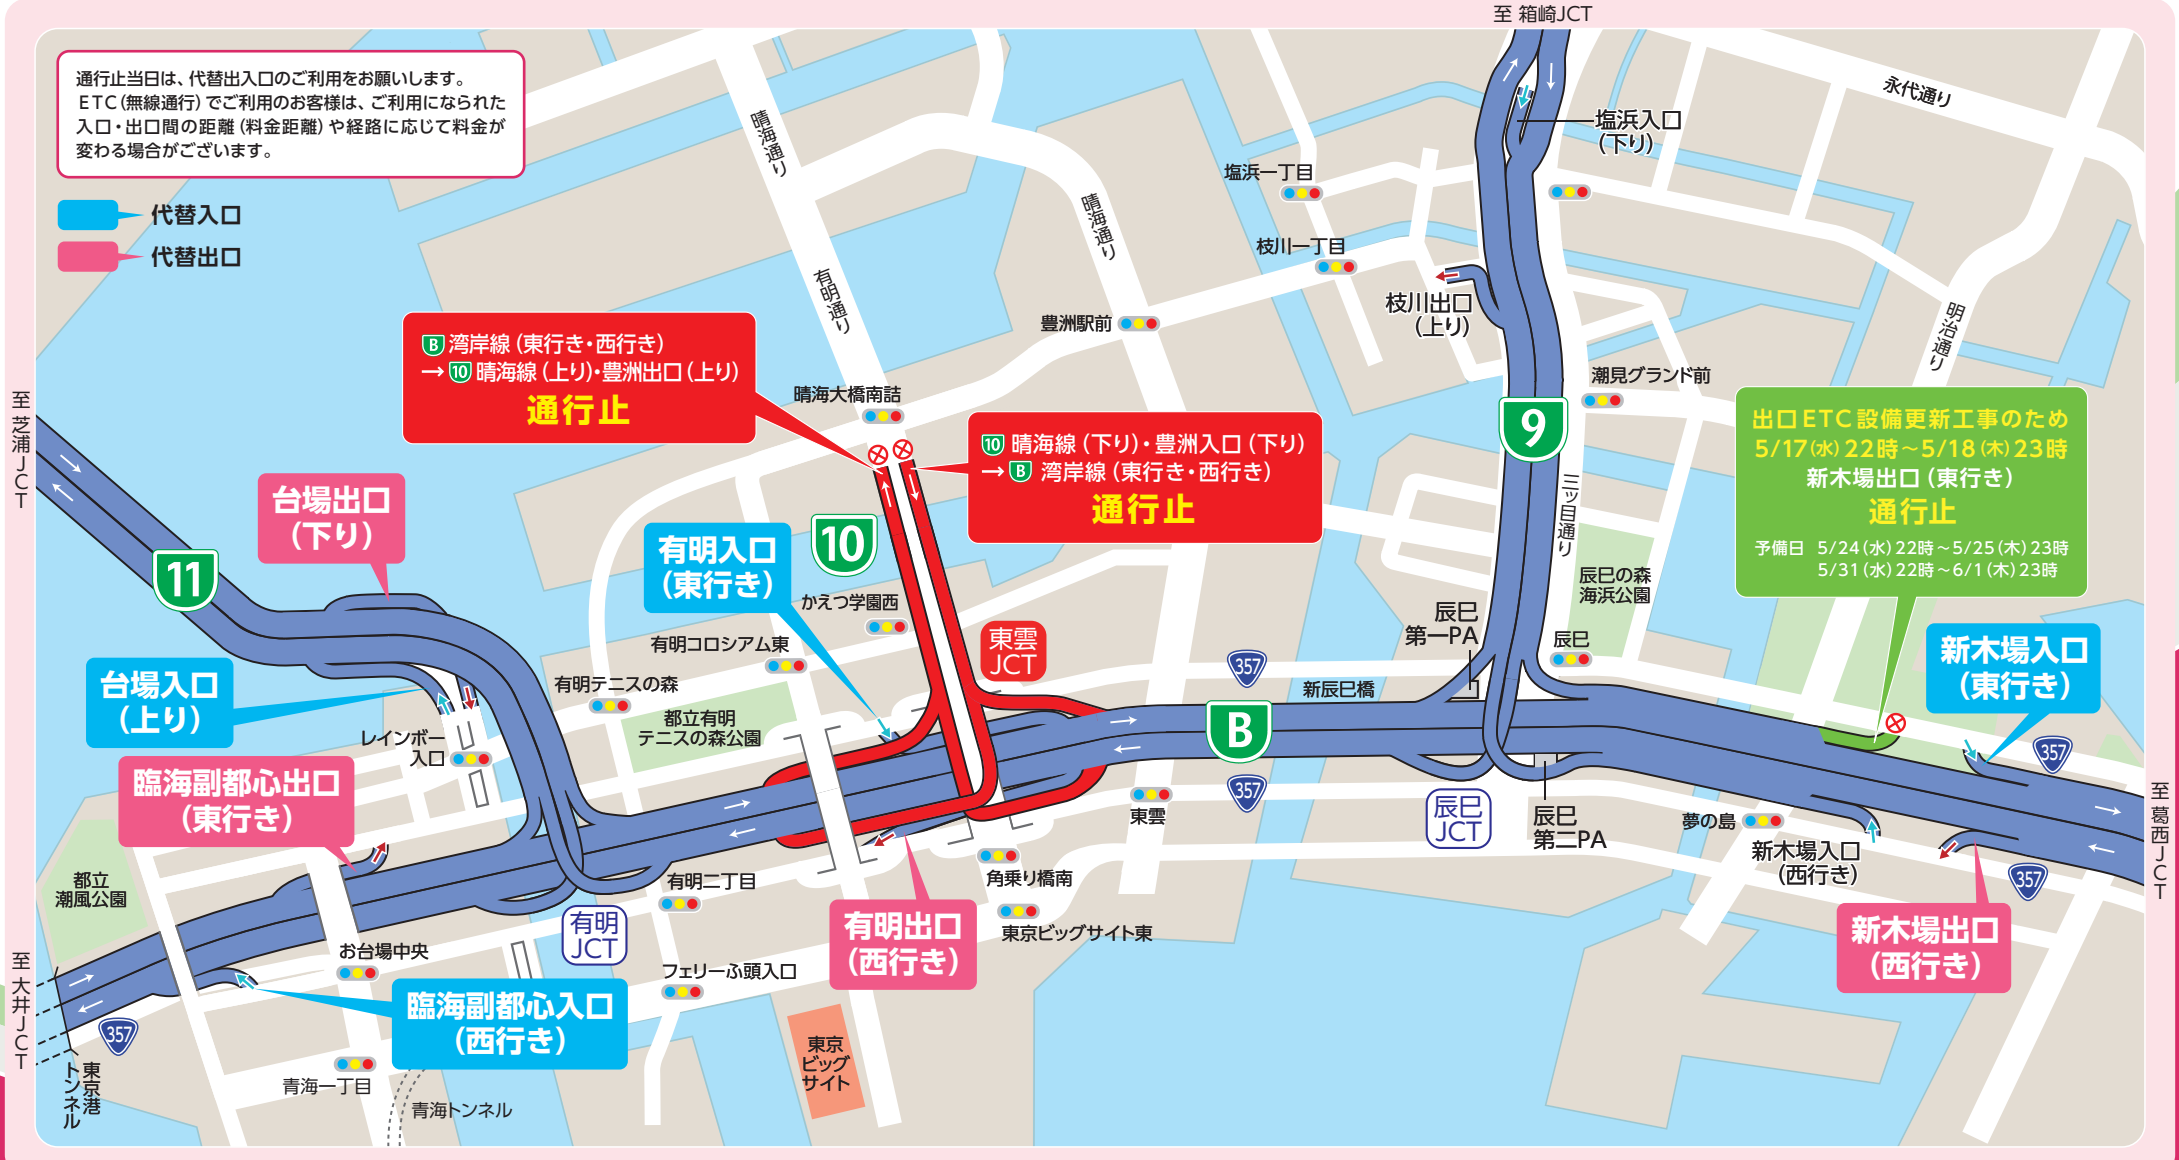 至 箱崎JCT
通行止当日は、代替出入口のご利用をお願いします。
ETC(無線通行)でご利用のお客様は、ご利用になられた
入口・出口間の距離(料金距離)や経路に応じて料金が
変わる場合がございます。
代替入口
代替出口
晴海通り
晴海通り
有明通り
永代通り
塩浜入口
(下り)
塩浜一丁目
枝川一丁目
枝川出口
(上り)
豊洲駅前
明治通り
潮見グランド前
B 湾岸線(東行き・西行き)
→ 10 晴海線(上り)・豊洲出口(上り)
通行止
晴海大橋南詰
10 晴海線(下り)・豊洲入口(下り)
→ B 湾岸線(東行き・西行き)
通行止
9
三ツ目通り
出口ETC設備更新工事のため
5/17(水)22時～5/18(木)23時
新木場出口(東行き)
通行止
予備日 5/24(水)22時～5/25(木)23時
5/31(水)22時～6/1(木)23時
至 芝浦JCT
台場出口
(下り)
11
有明入口
(東行き)
10
かえつ学園西
有明コロシアム東
東雲
JCT
有明テニスの森
都立有明
テニスの森公園
357
新辰巳橋
B
357
辰巳
第一PA
辰巳
辰巳の森
海浜公園
新木場入口
(東行き)
357
台場入口
(上り)
レインボー
入口
臨海副都心出口
(東行き)
東雲
辰巳
JCT
辰巳
第二PA
夢の島
新木場入口
(西行き)
357
新木場出口
(西行き)
至 葛西JCT
都立
潮風公園
有明二丁目
有明
JCT
有明出口
(西行き)
角乗り橋南
東京ビッグサイト東
お台場中央
フェリーふ頭入口
臨海副都心入口
(西行き)
至 大井JCT
357
東京港
トンネル
青海一丁目
青海トンネル
東京
ビッグ
サイト